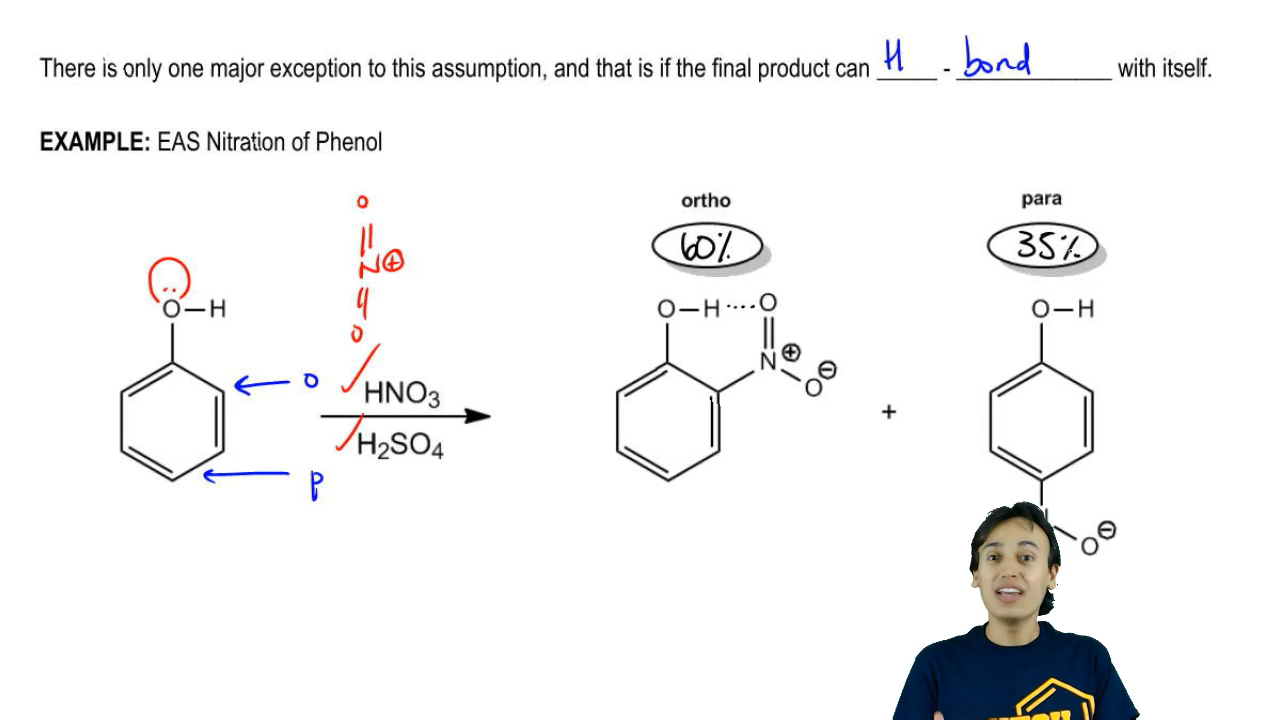 There is only one major exception to this assumption, and that is if the final product can H - bond with itself.
EXAMPLE: EAS Nitration of Phenol
ortho
para
60%
35%
O
N⊕
O
O–H
O–H····O
N⊕
O⊖
O–H
o
HNO₃
H₂SO₄
+
p
O⊖